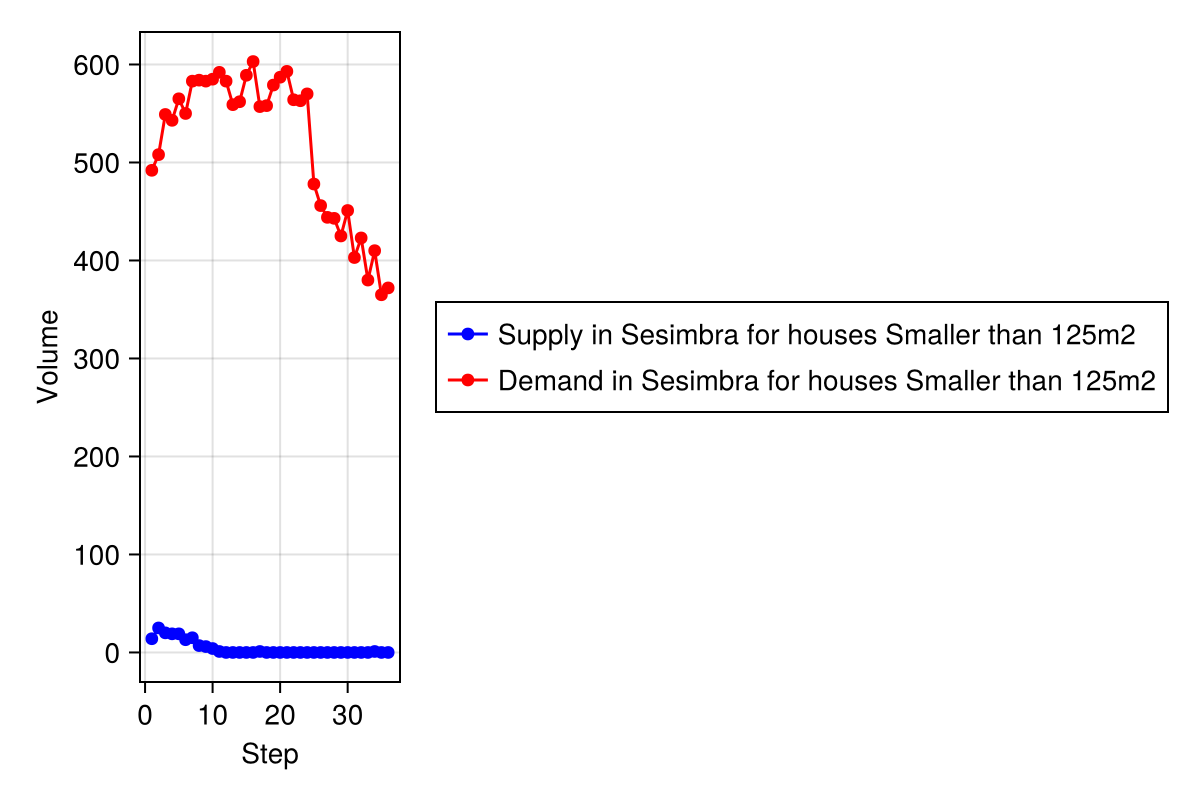 600
500
400
300
200
100
0
Volume
0 10 20 30
Step
Supply in Sesimbra for houses Smaller than 125m2
Demand in Sesimbra for houses Smaller than 125m2